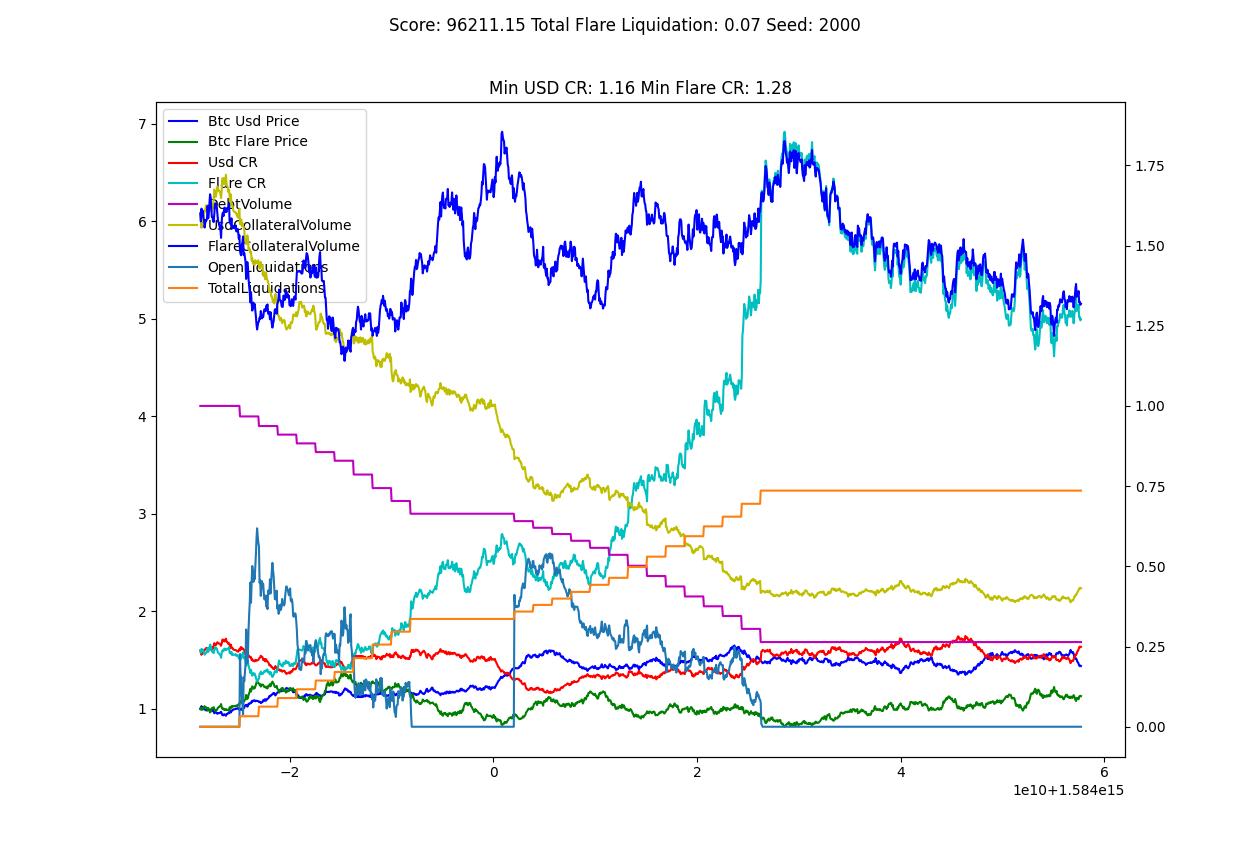 Score: 96211.15 Total Flare Liquidation: 0.07 Seed: 2000
Min USD CR: 1.16 Min Flare CR: 1.28
Btc Usd Price
Btc Flare Price
Usd CR
Flare CR
DebtVolume
UsdCollateralVolume
FlareCollateralVolume
OpenLiquidations
TotalLiquidations
7
6
5
4
3
2
1
1.75
1.50
1.25
1.00
0.75
0.50
0.25
0.00
−2
0
2
4
6
1e10+1.584e15